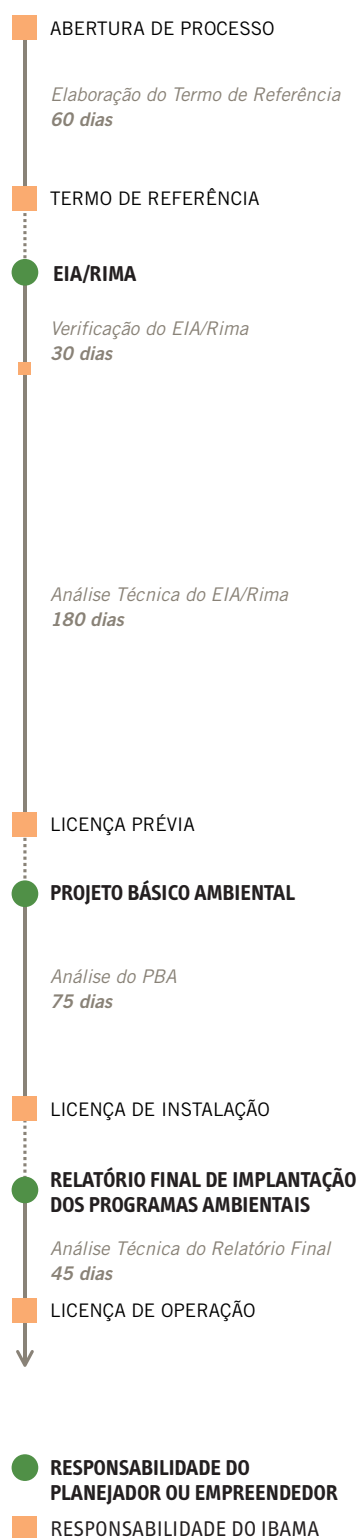 ABERTURA DE PROCESSO
Elaboração do Termo de Referência
60 dias
TERMO DE REFERÊNCIA
EIA/RIMA
Verificação do EIA/Rima
30 dias
Análise Técnica do EIA/Rima
180 dias
LICENÇA PRÉVIA
PROJETO BÁSICO AMBIENTAL
Análise do PBA
75 dias
LICENÇA DE INSTALAÇÃO
RELATÓRIO FINAL DE IMPLANTAÇÃO
DOS PROGRAMAS AMBIENTAIS
Análise Técnica do Relatório Final
45 dias
LICENÇA DE OPERAÇÃO
RESPONSABILIDADE DO
PLANEJADOR OU EMPREENDEDOR
RESPONSABILIDADE DO IBAMA